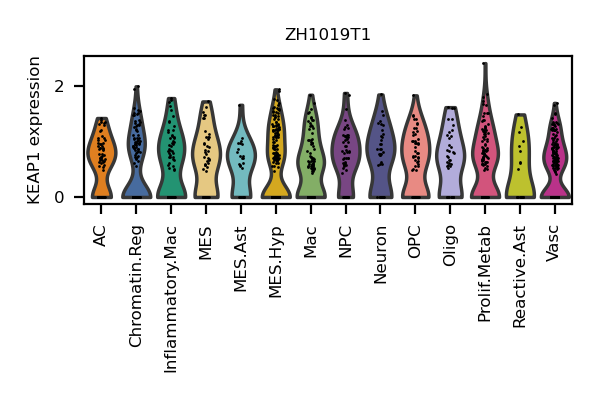 ZH1019T1
KEAP1 expression
2
0
AC
Chromatin.Reg
Inflammatory.Mac
MES
MES.Ast
MES.Hyp
Mac
NPC
Neuron
OPC
Oligo
Prolif.Metab
Reactive.Ast
Vasc